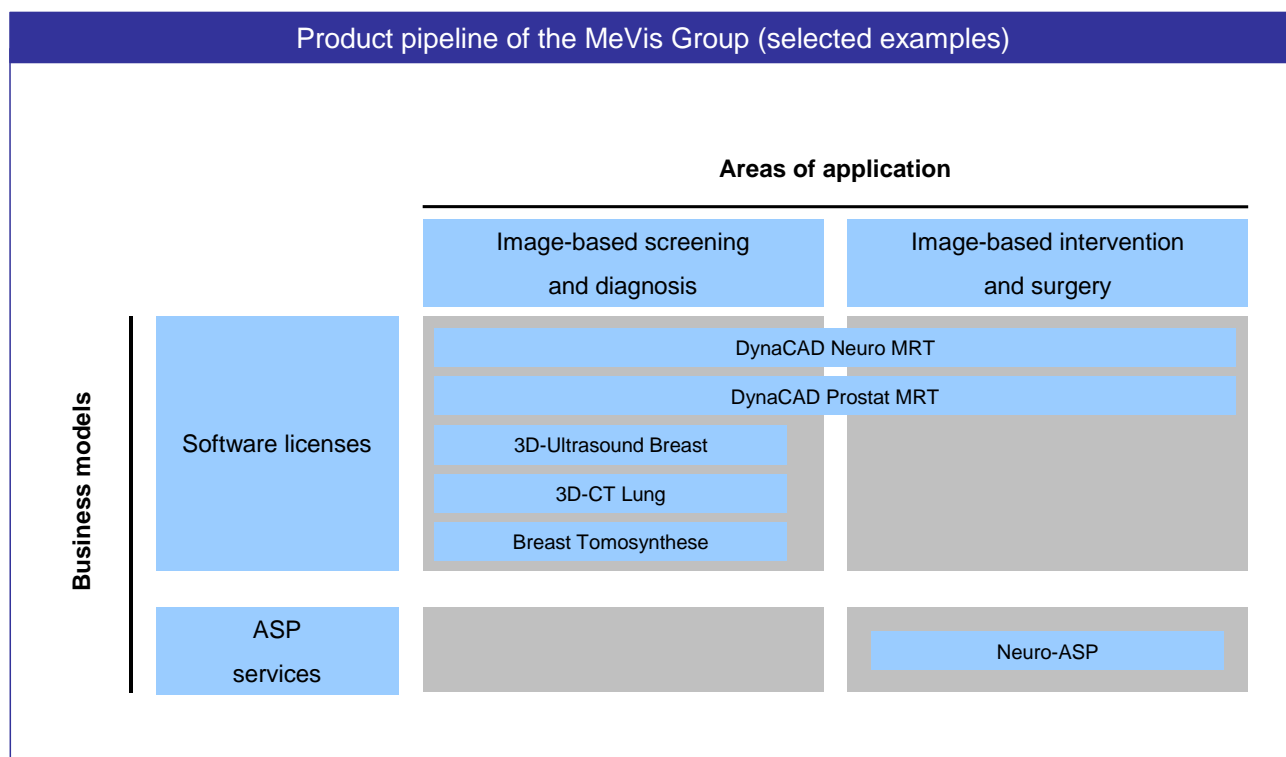 Product pipeline of the MeVis Group (selected examples)
Areas of application
Image-based screening
and diagnosis
Image-based intervention
and surgery
Business models
Software licenses
DynaCAD Neuro MRT
DynaCAD Prostat MRT
3D-Ultrasound Breast
3D-CT Lung
Breast Tomosynthese
ASP
services
Neuro-ASP